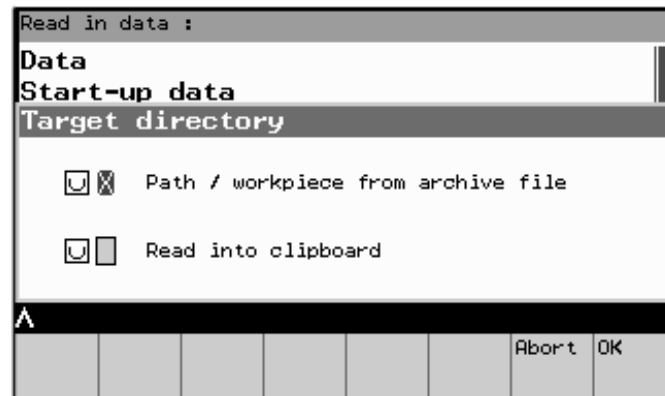 Read in data :
Data
Start-up data
Target directory
Path / workpiece from archive file
Read into clipboard
Abort OK